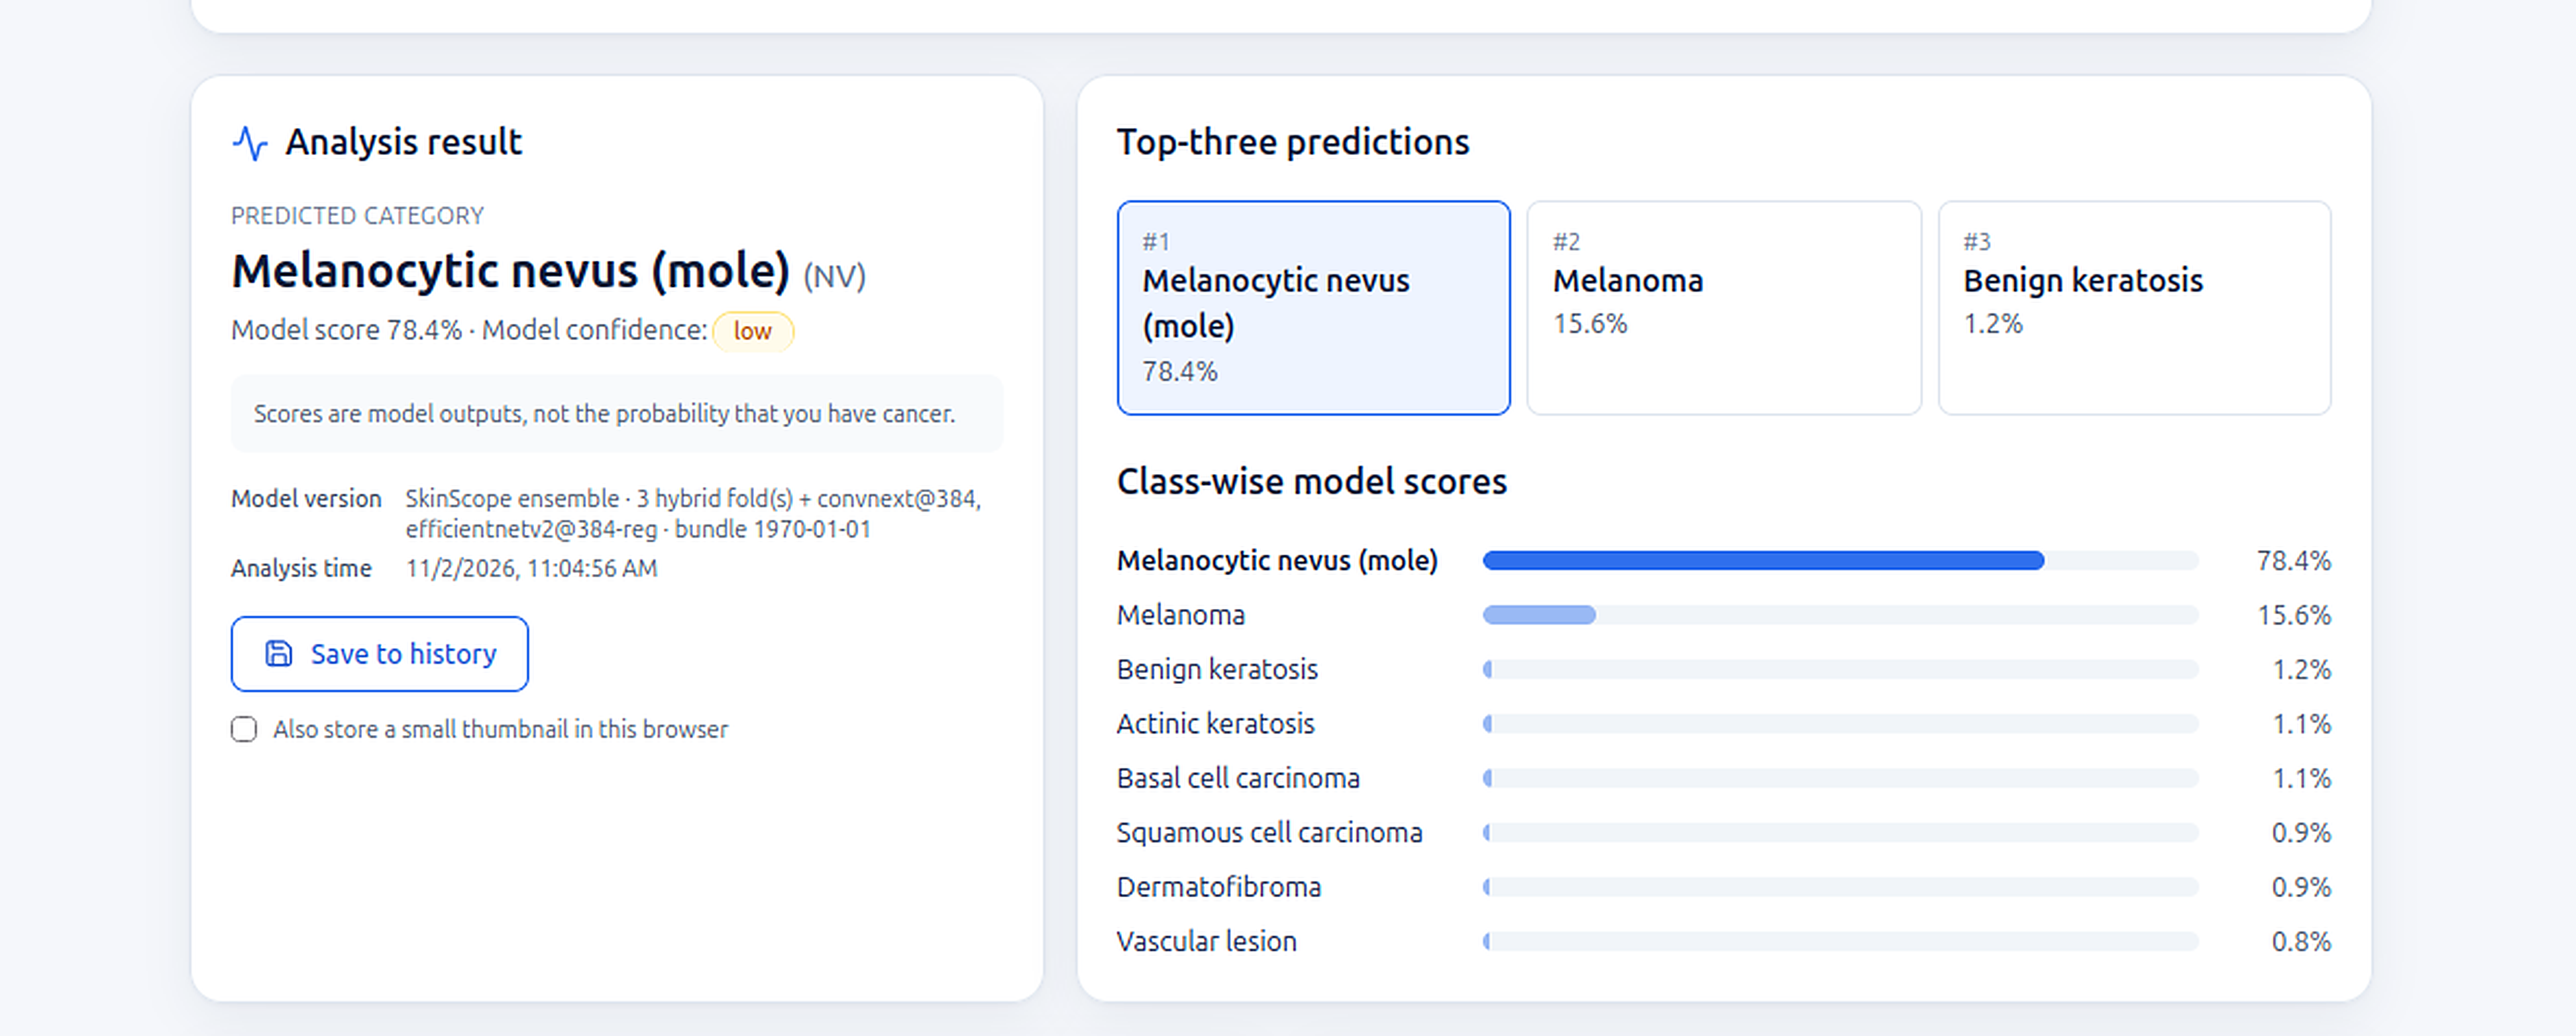 Analysis result
PREDICTED CATEGORY
Melanocytic nevus (mole) (NV)
Model score 78.4% · Model confidence: low
Scores are model outputs, not the probability that you have cancer.
Model version SkinScope ensemble · 3 hybrid fold(s) + convnext@384,
efficientnetv2@384-reg · bundle 1970-01-01
Analysis time 11/2/2026, 11:04:56 AM
Save to history
Also store a small thumbnail in this browser
Top-three predictions
#1
Melanocytic nevus
(mole)
78.4%
#2
Melanoma
15.6%
#3
Benign keratosis
1.2%
Class-wise model scores
Melanocytic nevus (mole) 78.4%
Melanoma 15.6%
Benign keratosis 1.2%
Actinic keratosis 1.1%
Basal cell carcinoma 1.1%
Squamous cell carcinoma 0.9%
Dermatofibroma 0.9%
Vascular lesion 0.8%